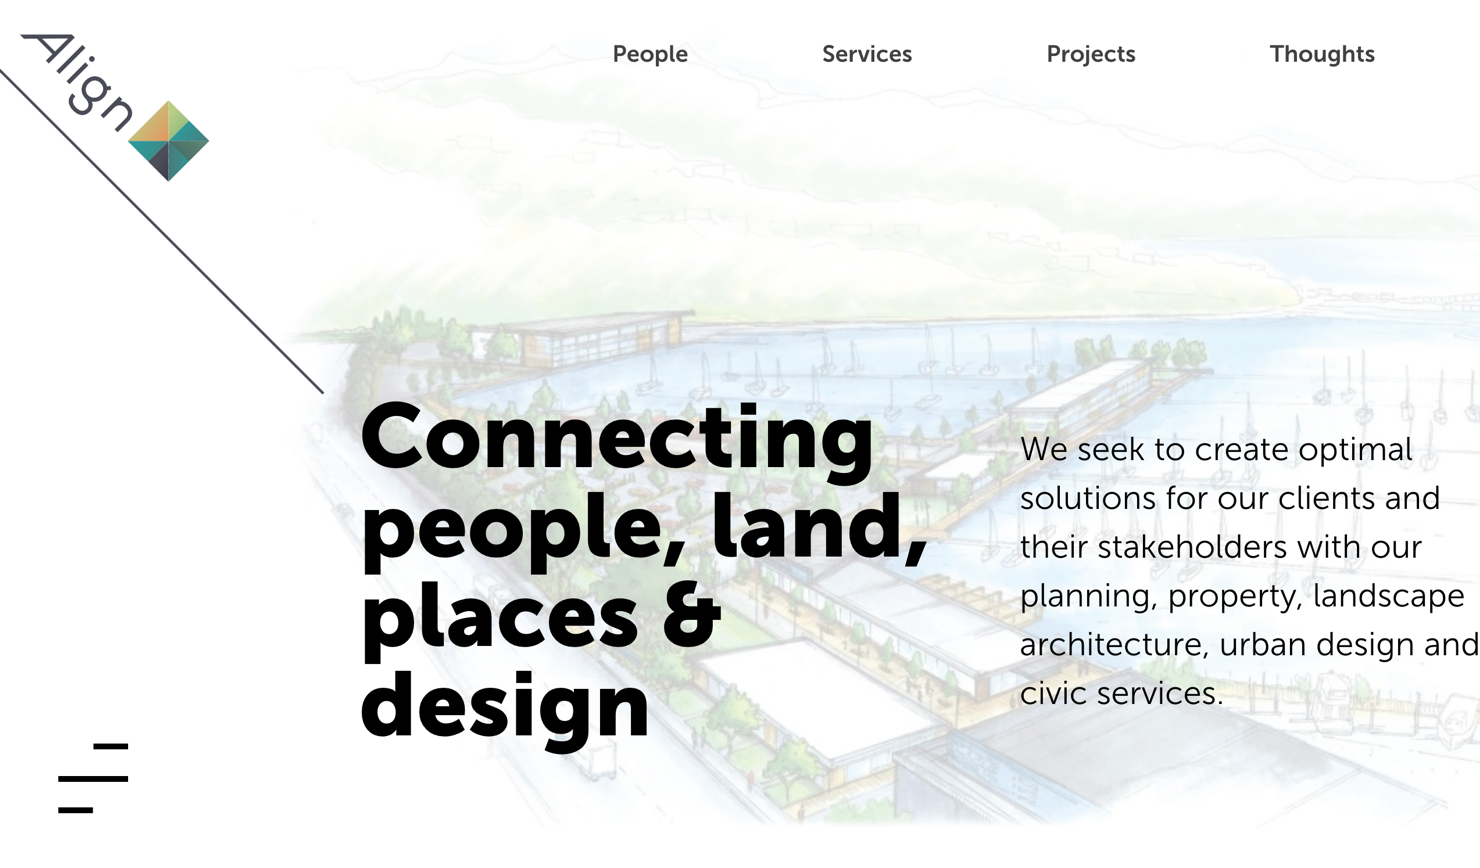 Align
People
Services
Projects
Thoughts
Connecting
people, land,
places &
design
We seek to create optimal
solutions for our clients and
their stakeholders with our
planning, property, landscape
architecture, urban design and
civic services.